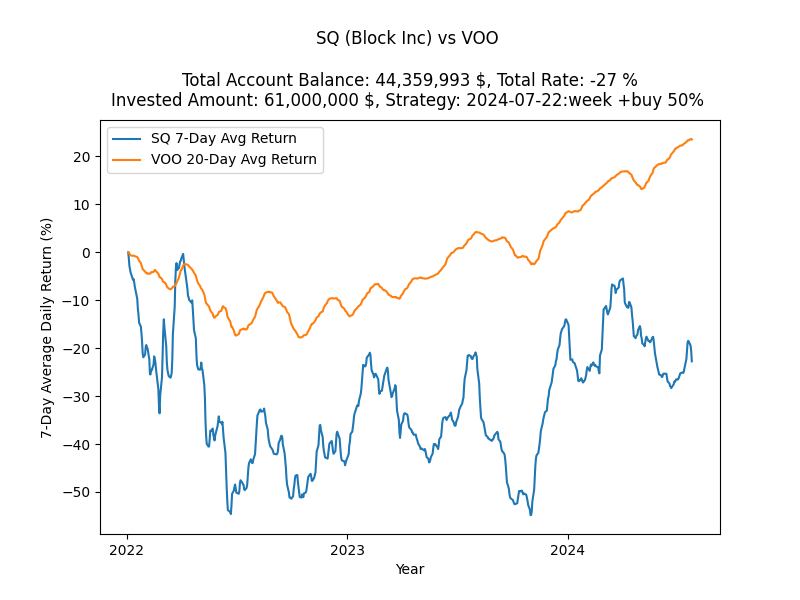 SQ (Block Inc) vs VOO
Total Account Balance: 44,359,993 $, Total Rate: -27 %
Invested Amount: 61,000,000 $, Strategy: 2024-07-22:week +buy 50%
SQ 7-Day Avg Return
VOO 20-Day Avg Return
7-Day Average Daily Return (%)
20
10
0
−10
−20
−30
−40
−50
2022
2023
2024
Year